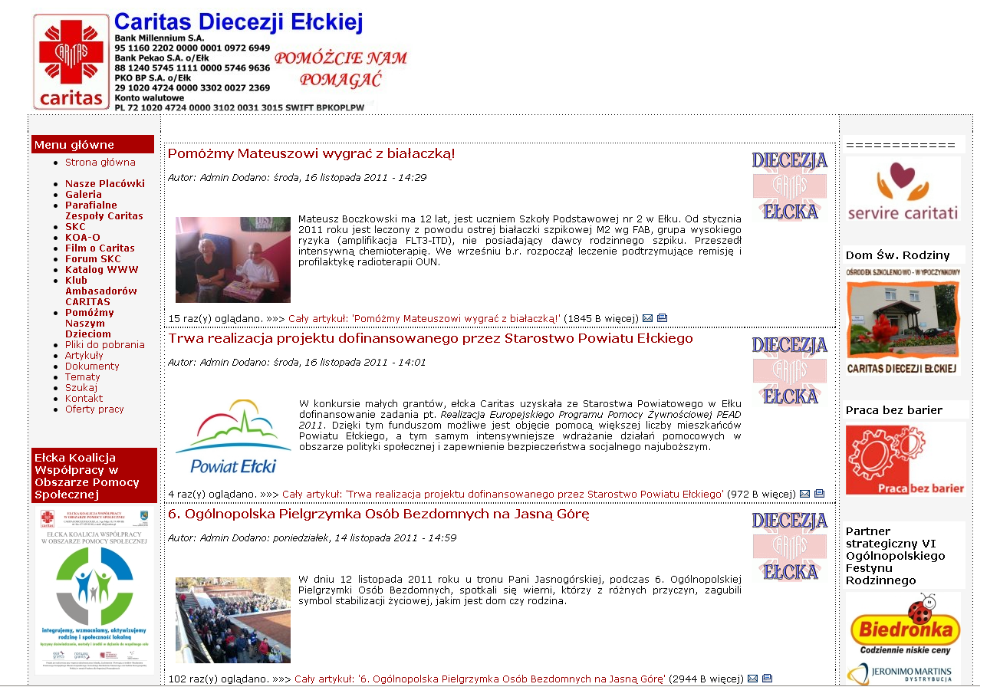 Caritas Diecezji Ełckiej
Bank Millennium S.A.
95 1160 2202 0000 0001 0972 6949
Bank Pekao S.A. o/Ełk
88 1240 5745 1111 0000 5746 9636
PKO BP S.A. o/Ełk
29 1020 4724 0000 3302 0027 2369
Konto walutowe
PL 72 1020 4724 0000 3102 0031 3015 SWIFT BPKOPLPW
POMÓŻCIE NAM
POMAGAĆ
CARITAS
caritas
Menu główne
Strona główna
Nasze Placówki
Galeria
Parafialne
Zespoły Caritas
SKC
KOA-O
Film o Caritas
Forum SKC
Katalog WWW
Klub
Ambasadorów
CARITAS
Pomóżmy
Naszym
Dzieciom
Pliki do pobrania
Artykuły
Dokumenty
Tematy
Szukaj
Kontakt
Oferty pracy
Ełcka Koalicja
Współpracy w
Obszarze Pomocy
Społecznej
EŁCKA KOALICJA WSPÓŁPRACY
W OBSZARZE POMOCY SPOŁECZNEJ
EŁCKA KOALICJA WSPÓŁPRACY
W OBSZARZE POMOCY SPOŁECZNEJ
integrujemy, wzmacniamy, aktywizujemy
rodzinę i społeczność lokalną
Pomóżmy Mateuszowi wygrać z białaczką!
Autor: Admin Dodano: środa, 16 listopada 2011 - 14:29
DIECEZJA
CARITAS
EŁCKA
Mateusz Boczkowski ma 12 lat, jest uczniem Szkoły Podstawowej nr 2 w Ełku. Od stycznia
2011 roku jest leczony z powodu ostrej białaczki szpikowej M2 wg FAB, grupa wysokiego
ryzyka (amplifikacja FLT3-ITD), nie posiadający dawcy rodzinnego szpiku. Przeszedł
intensywną chemioterapię. We wrześniu b.r. rozpoczął leczenie podtrzymujące remisję i
profilaktykę radioterapii OUN.
15 raz(y) oglądano. »»> Cały artykuł: 'Pomóżmy Mateuszowi wygrać z białaczką!' (1845 B więcej)
Trwa realizacja projektu dofinansowanego przez Starostwo Powiatu Ełckiego
Autor: Admin Dodano: środa, 16 listopada 2011 - 14:01
DIECEZJA
CARITAS
EŁCKA
Powiat Ełcki
W konkursie małych grantów, ełcka Caritas uzyskała ze Starostwa Powiatowego w Ełku
dofinansowanie zadania pt. Realizacja Europejskiego Programu Pomocy Żywnościowej PEAD
2011. Dzięki tym funduszom możliwe jest objęcie pomocą większej liczby mieszkańców
Powiatu Ełckiego, a tym samym intensywniejsze wdrażanie działań pomocowych w
obszarze polityki społecznej i zapewnienie bezpieczeństwa socjalnego najuboższym.
4 raz(y) oglądano. »»> Cały artykuł: 'Trwa realizacja projektu dofinansowanego przez Starostwo Powiatu Ełckiego' (972 B więcej)
6. Ogólnopolska Pielgrzymka Osób Bezdomnych na Jasną Górę
Autor: Admin Dodano: poniedziałek, 14 listopada 2011 - 14:59
DIECEZJA
CARITAS
EŁCKA
W dniu 12 listopada 2011 roku u tronu Pani Jasnogórskiej, podczas 6. Ogólnopolskiej
Pielgrzymki Osób Bezdomnych, spotkali się wierni, którzy z różnych przyczyn, zagubili
symbol stabilizacji życiowej, jakim jest dom czy rodzina.
102 raz(y) oglądano. »»> Cały artykuł: '6. Ogólnopolska Pielgrzymka Osób Bezdomnych na Jasną Górę' (2944 B więcej)
============
servire caritati
Dom Św. Rodziny
OŚRODEK SZKOLENIOWO - WYPOCZYNKOWY
CARITAS DIECEZJI EŁCKIEJ
Praca bez barier
Praca bez barier
Partner
strategiczny VI
Ogólnopolskiego
Festynu
Rodzinnego
Biedronka
Codziennie niskie ceny
JERONIMO MARTINS
DYSTRYBUCJA